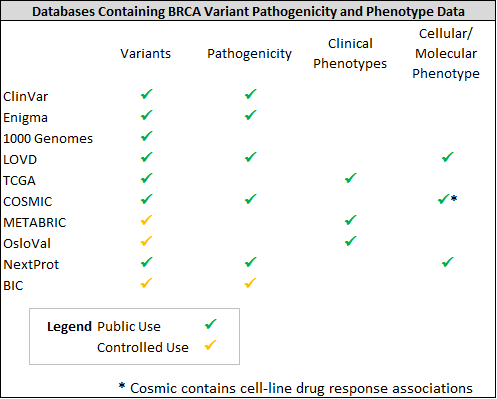 Databases Containing BRCA Variant Pathogenicity and Phenotype Data
Variants Pathogenicity Clinical Phenotypes Cellular/ Molecular Phenotype
ClinVar ✓ ✓
Enigma ✓ ✓
1000 Genomes ✓
LOVD ✓ ✓ ✓
TCGA ✓ ✓
COSMIC ✓ ✓ ✓*
METABRIC ✓ ✓
OsloVal ✓ ✓
NextProt ✓ ✓ ✓
BIC ✓ ✓
Legend Public Use ✓
Controlled Use ✓
* Cosmic contains cell-line drug response associations